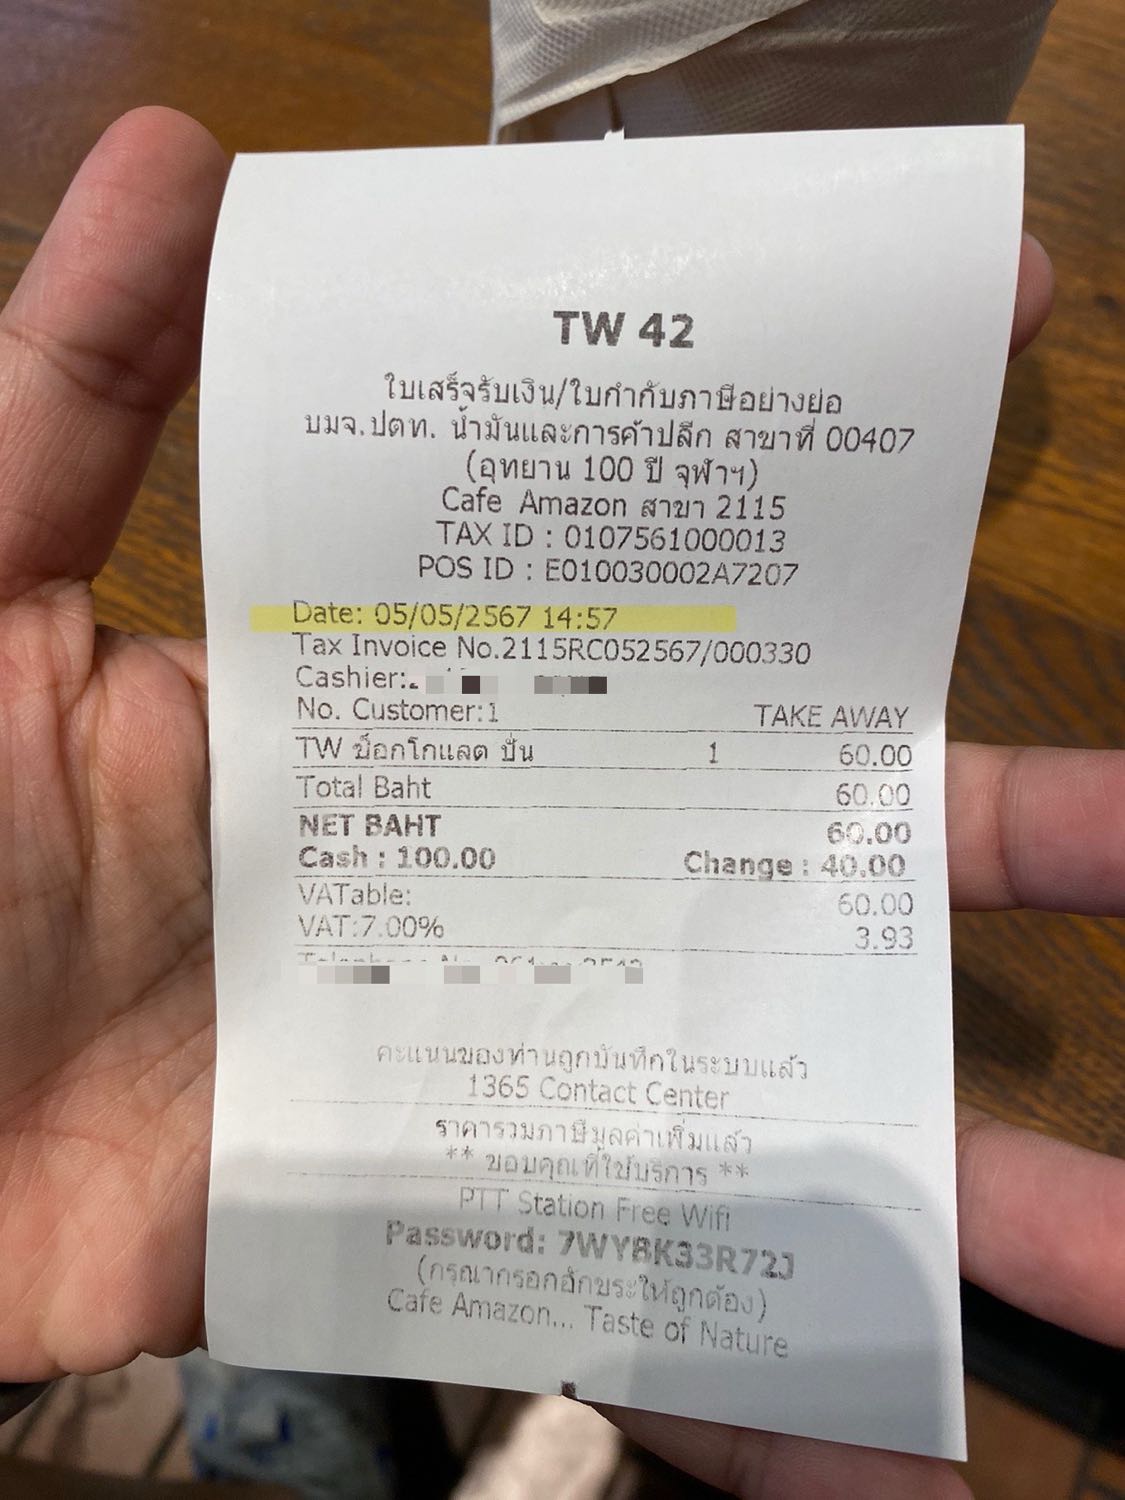 TW 42
ใบเสร็จรับเงิน/ใบกำกับภาษีอย่างย่อ
บมจ.ปตท. น้ำมันและการค้าปลีก สาขาที่ 00407
(อุทยาน 100 ปี จุฬาฯ)
Cafe Amazon สาขา 2115
TAX ID : 0107561000013
POS ID : E010030002A7207
Date: 05/05/2567 14:57
Tax Invoice No.2115RC052567/000330
Cashier:
No. Customer:1 TAKE AWAY
TW ช็อกโกแลต ปั่น 1 60.00
Total Baht 60.00
NET BAHT 60.00
Cash : 100.00 Change : 40.00
VATable: 60.00
VAT:7.00% 3.93
คะแนนของท่านถูกบันทึกในระบบแล้ว
1365 Contact Center
ราคารวมภาษีมูลค่าเพิ่มแล้ว
** ขอบคุณที่ใช้บริการ **
PTT Station Free Wifi
Password: 7WYBK33R72J
(กรุณากรอกอักขระให้ถูกต้อง)
Cafe Amazon... Taste of Nature